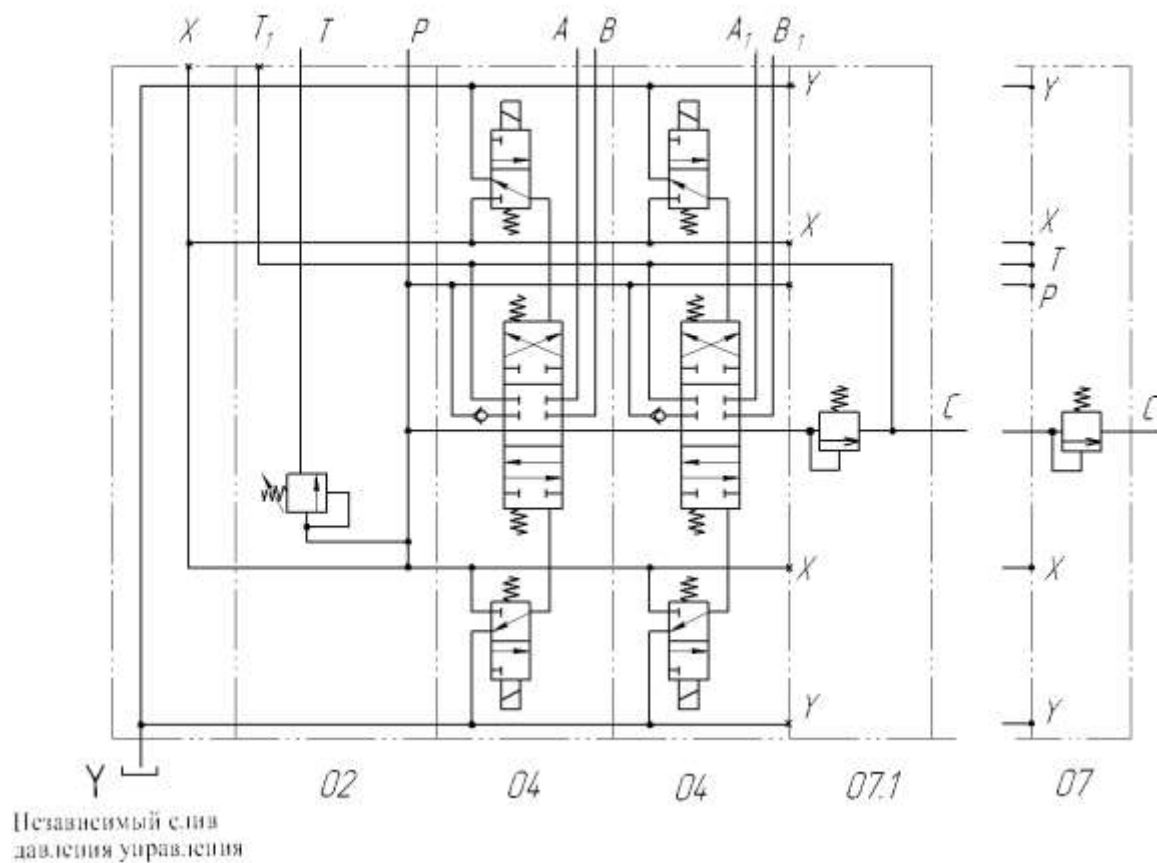 X T₁ T P A B A₁ B₁
Y Y
X X
T
P
C C
X X
Y Y
Y 02 04 04 07.1 07
Независимый слив
давления управления